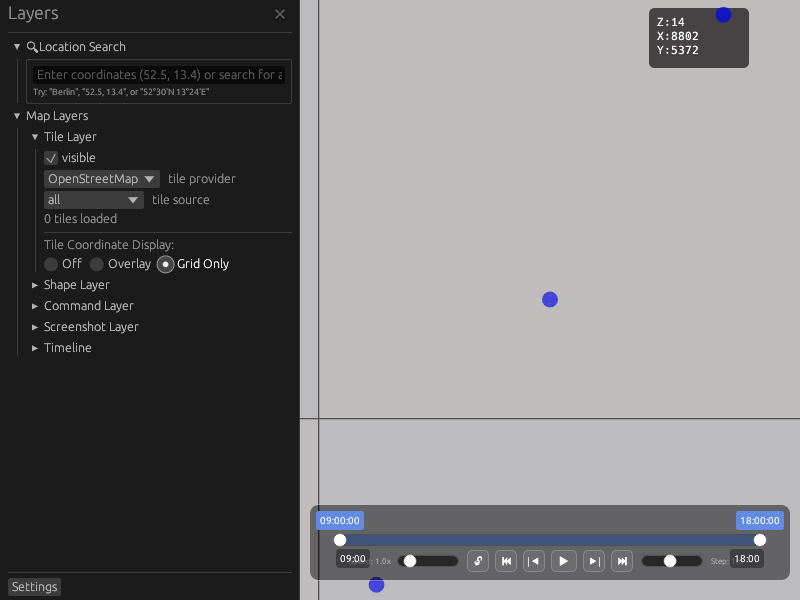 Layers
Location Search
Enter coordinates (52.5, 13.4) or search for a
Try: "Berlin", "52.5, 13.4", or "52°30'N 13°24'E"
Map Layers
Tile Layer
visible
OpenStreetMap tile provider
all tile source
0 tiles loaded
Tile Coordinate Display:
Off Overlay Grid Only
Shape Layer
Command Layer
Screenshot Layer
Timeline
Settings
Z:14
X:8802
Y:5372
09:00:00 18:00:00
09:00 1.0x Step: 18:00